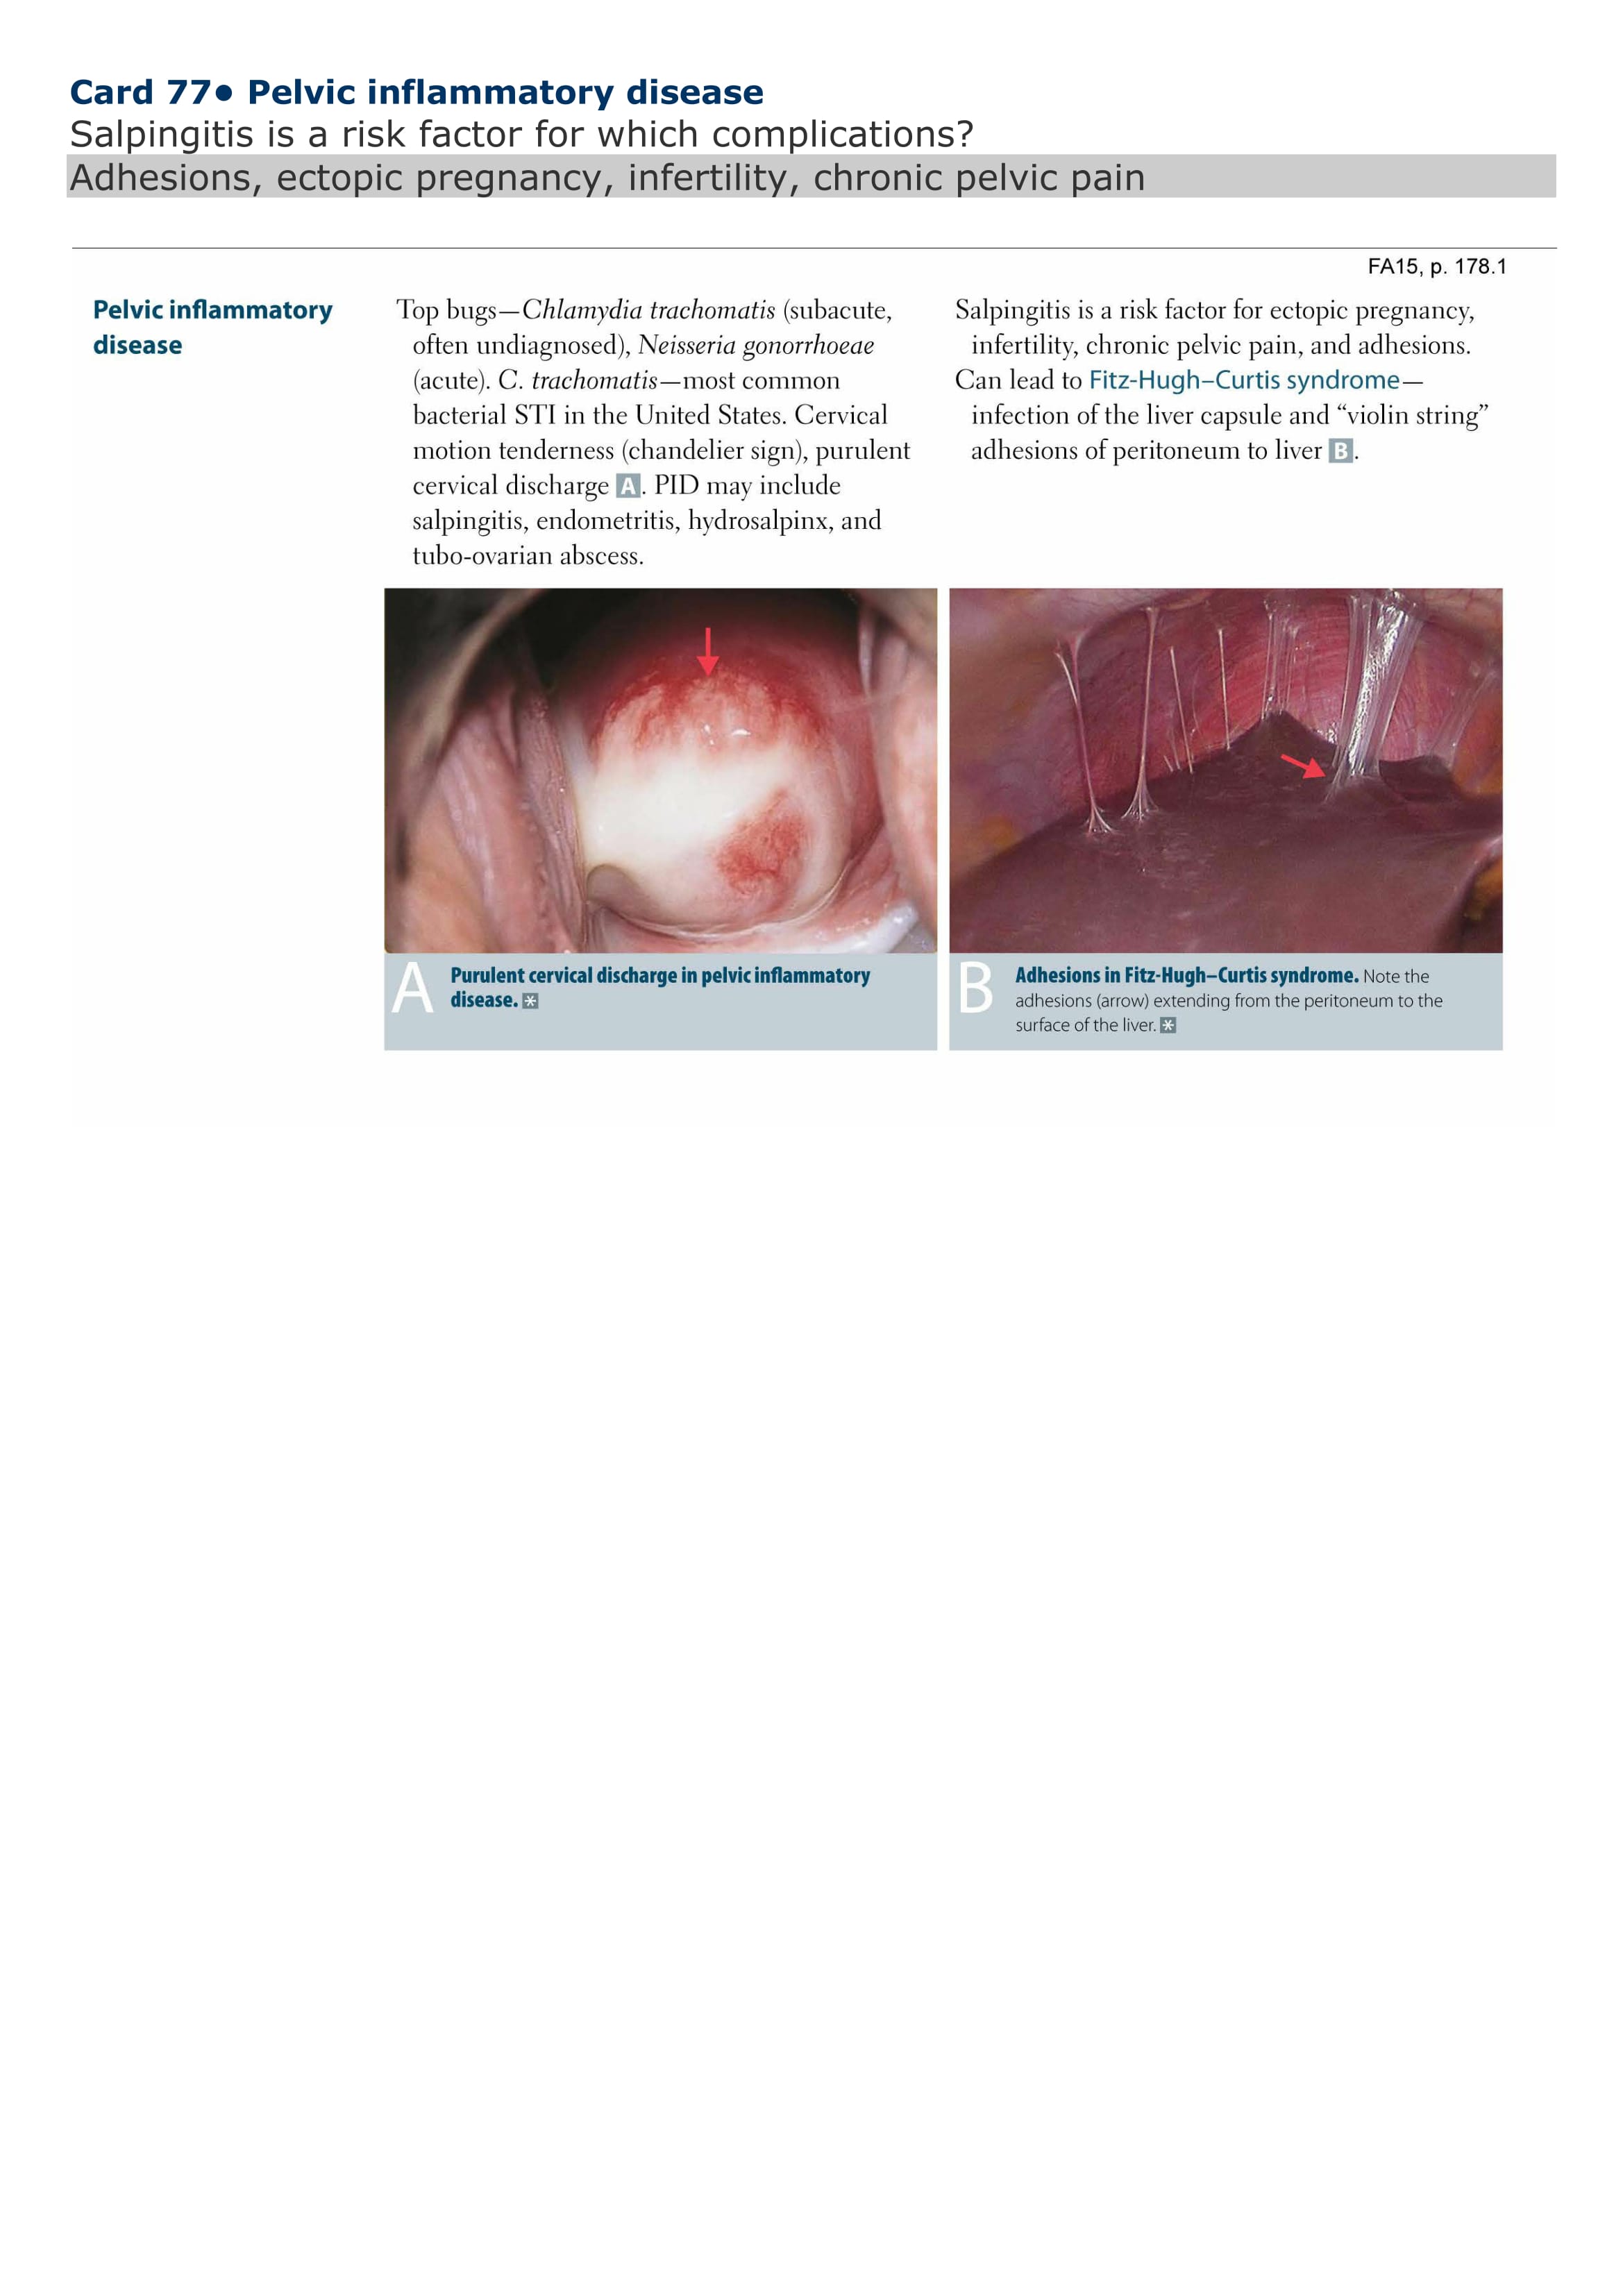 Card 77● Pelvic inflammatory disease
Salpingitis is a risk factor for which complications?
Adhesions, ectopic pregnancy, infertility, chronic pelvic pain
FA15, p. 178.1
Pelvic inflammatory
disease
Top bugs—Chlamydia trachomatis (subacute,
often undiagnosed), Neisseria gonorrhoeae
(acute). C. trachomatis—most common
bacterial STI in the United States. Cervical
motion tenderness (chandelier sign), purulent
cervical discharge A. PID may include
salpingitis, endometritis, hydrosalpinx, and
tubo-ovarian abscess.
Salpingitis is a risk factor for ectopic pregnancy,
infertility, chronic pelvic pain, and adhesions.
Can lead to Fitz-Hugh–Curtis syndrome—
infection of the liver capsule and “violin string”
adhesions of peritoneum to liver B.
A
Purulent cervical discharge in pelvic inflammatory
disease. *
B
Adhesions in Fitz-Hugh–Curtis syndrome. Note the
adhesions (arrow) extending from the peritoneum to the
surface of the liver. *